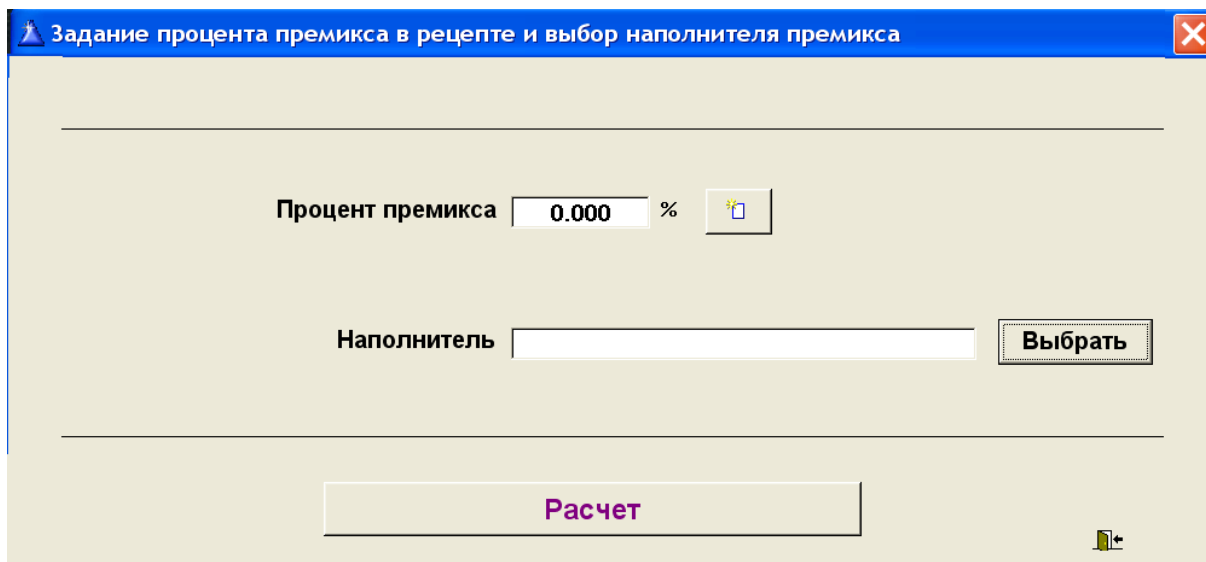 Задание процента премикса в рецепте и выбор наполнителя премикса
Процент премикса 0.000 %
Наполнитель Выбрать
Расчет